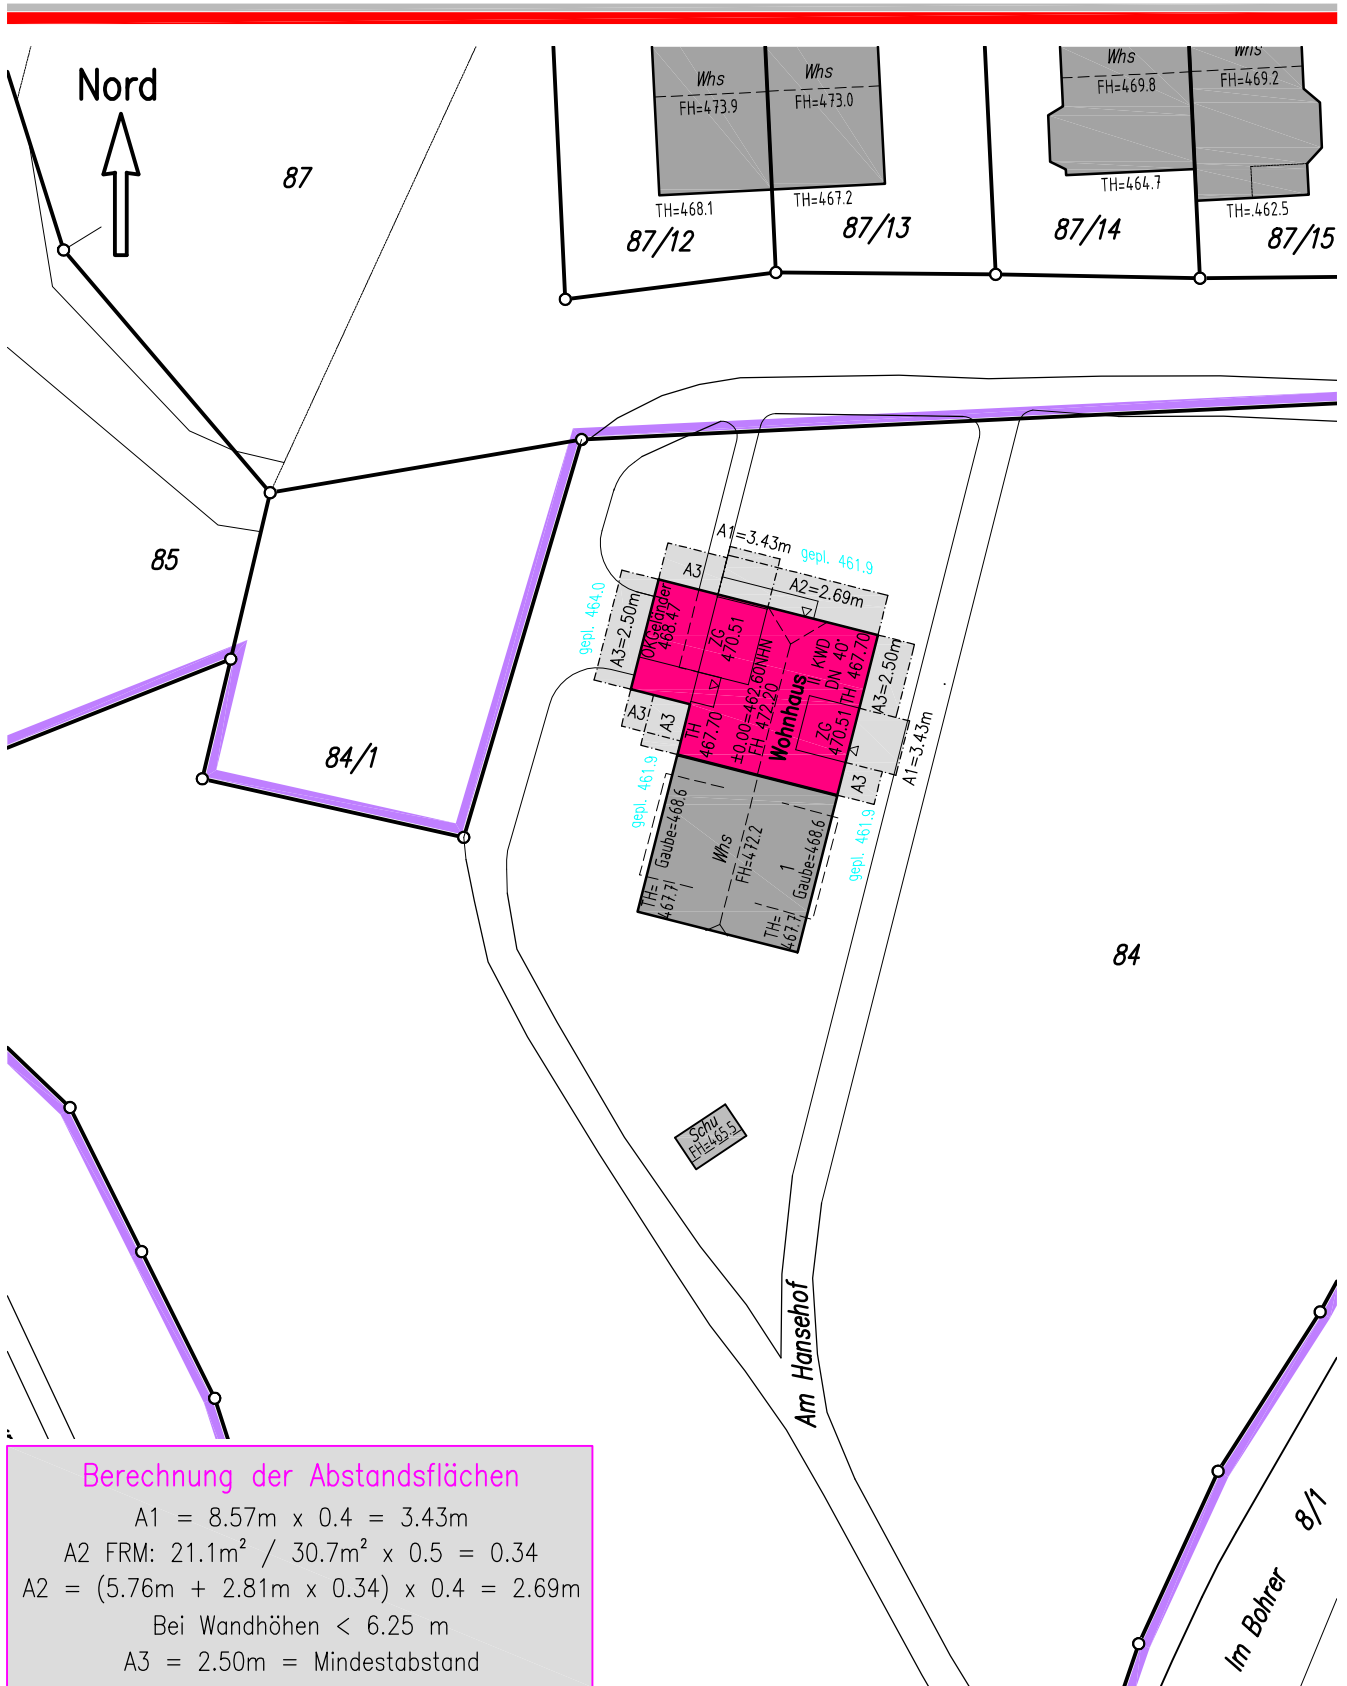 Nord
87
Whs
FH=473.9
TH=468.1
Whs
FH=473.0
TH=467.2
Whs
FH=469.8
TH=464.7
Whs
FH=469.2
TH=.462.5
87/12
87/13
87/14
87/15
85
84/1
84
A1=3.43m
gepl. 461.9
A3
A2=2.69m
gepl. 464.0
A3=2.50m
OKGeländer
468.47
ZG
470.51
±0.00=462.60NHN
FH 472.20
Wohnhaus
II KWD
DN 40°
TH 467.70
A3=2.50m
A3
A3
TH
467.70
ZG
470.51
A3
A1=3.43m
gepl. 461.9
gepl. 461.9
Gaube=468.6
Whs
FH=472.2
1
Gaube=468.6
TH=
467.7
TH=
467.7
Schu
FH=465.5
Am Hansehof
Im Bohrer
8/1
Berechnung der Abstandsflächen
A1 = 8.57m x 0.4 = 3.43m
A2 FRM: 21.1m² / 30.7m² x 0.5 = 0.34
A2 = (5.76m + 2.81m x 0.34) x 0.4 = 2.69m
Bei Wandhöhen < 6.25 m
A3 = 2.50m = Mindestabstand